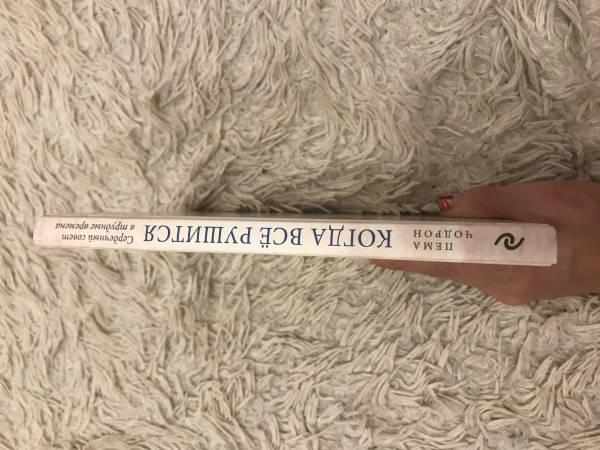 ПЕМА
ЧОДРОН
КОГДА ВСЁ РУШИТСЯ
Сердечный совет
в трудные времена